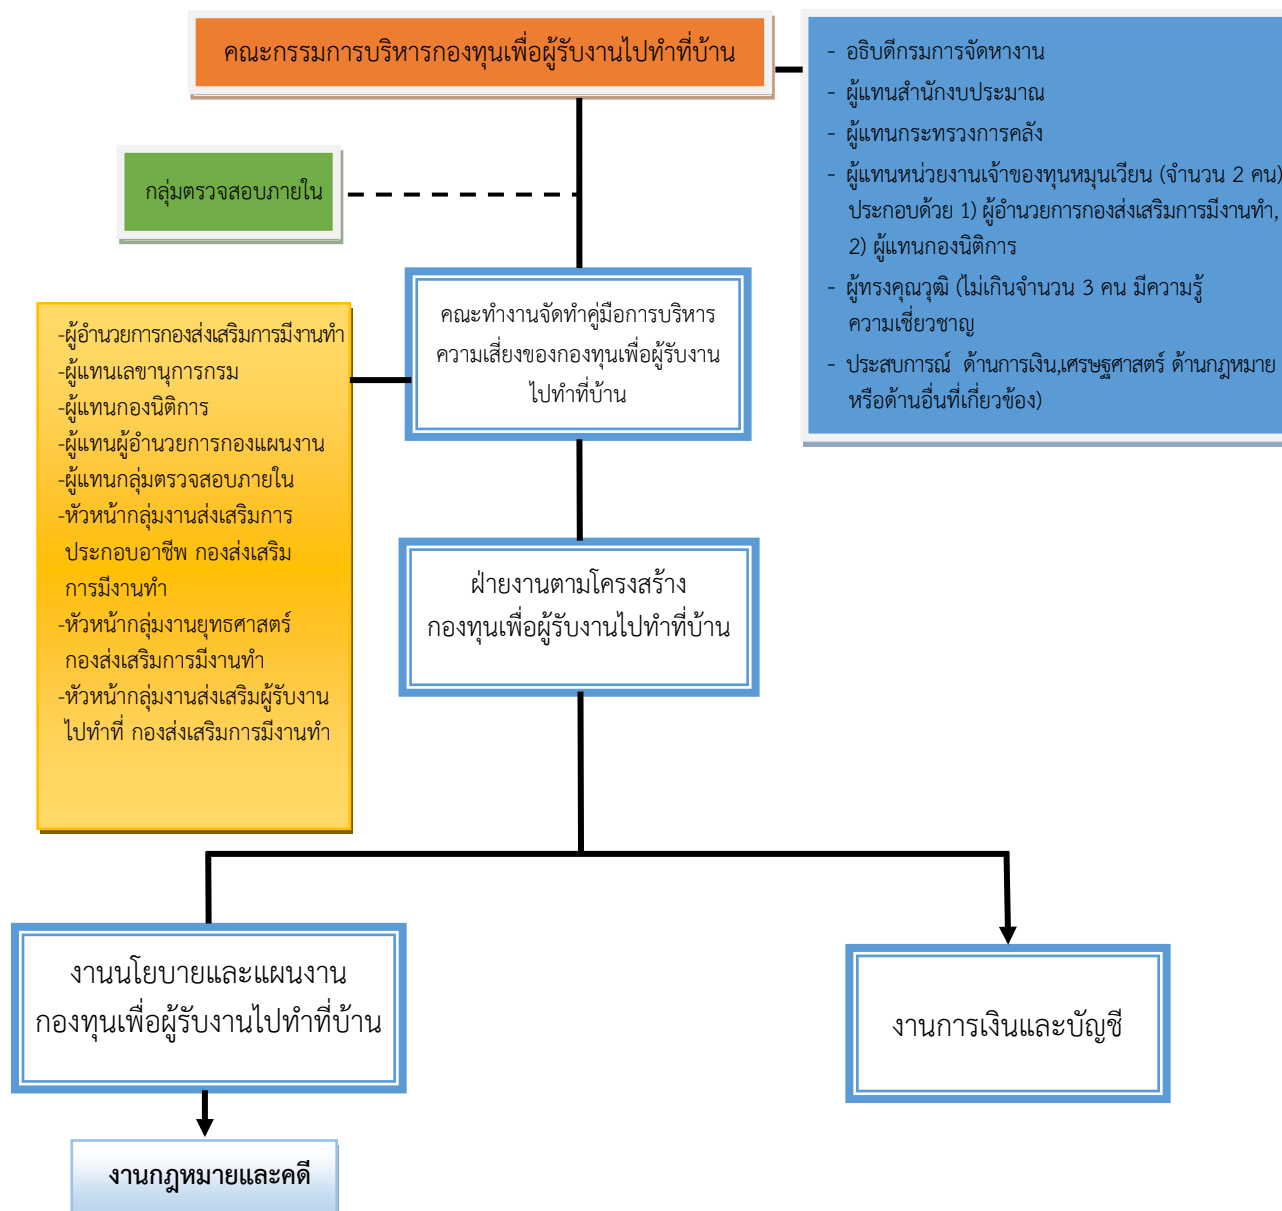 คณะกรรมการบริหารกองทุนเพื่อผู้รับงานไปทำที่บ้าน
- อธิบดีกรมการจัดหางาน
- ผู้แทนสำนักงบประมาณ
- ผู้แทนกระทรวงการคลัง
- ผู้แทนหน่วยงานเจ้าของทุนหมุนเวียน (จำนวน 2 คน)
ประกอบด้วย 1) ผู้อำนวยการกองส่งเสริมการมีงานทำ,
2) ผู้แทนกองนิติการ
- ผู้ทรงคุณวุฒิ (ไม่เกินจำนวน 3 คน มีความรู้
ความเชี่ยวชาญ
- ประสบการณ์ ด้านการเงิน,เศรษฐศาสตร์ ด้านกฎหมาย
หรือด้านอื่นที่เกี่ยวข้อง)
กลุ่มตรวจสอบภายใน
คณะทำงานจัดทำคู่มือการบริหาร
ความเสี่ยงของกองทุนเพื่อผู้รับงาน
ไปทำที่บ้าน
-ผู้อำนวยการกองส่งเสริมการมีงานทำ
-ผู้แทนเลขานุการกรม
-ผู้แทนกองนิติการ
-ผู้แทนผู้อำนวยการกองแผนงาน
-ผู้แทนกลุ่มตรวจสอบภายใน
-หัวหน้ากลุ่มงานส่งเสริมการ
ประกอบอาชีพ กองส่งเสริม
การมีงานทำ
-หัวหน้ากลุ่มงานยุทธศาสตร์
กองส่งเสริมการมีงานทำ
-หัวหน้ากลุ่มงานส่งเสริมผู้รับงาน
ไปทำที่ กองส่งเสริมการมีงานทำ
ฝ่ายงานตามโครงสร้าง
กองทุนเพื่อผู้รับงานไปทำที่บ้าน
งานนโยบายและแผนงาน
กองทุนเพื่อผู้รับงานไปทำที่บ้าน
งานการเงินและบัญชี
งานกฎหมายและคดี